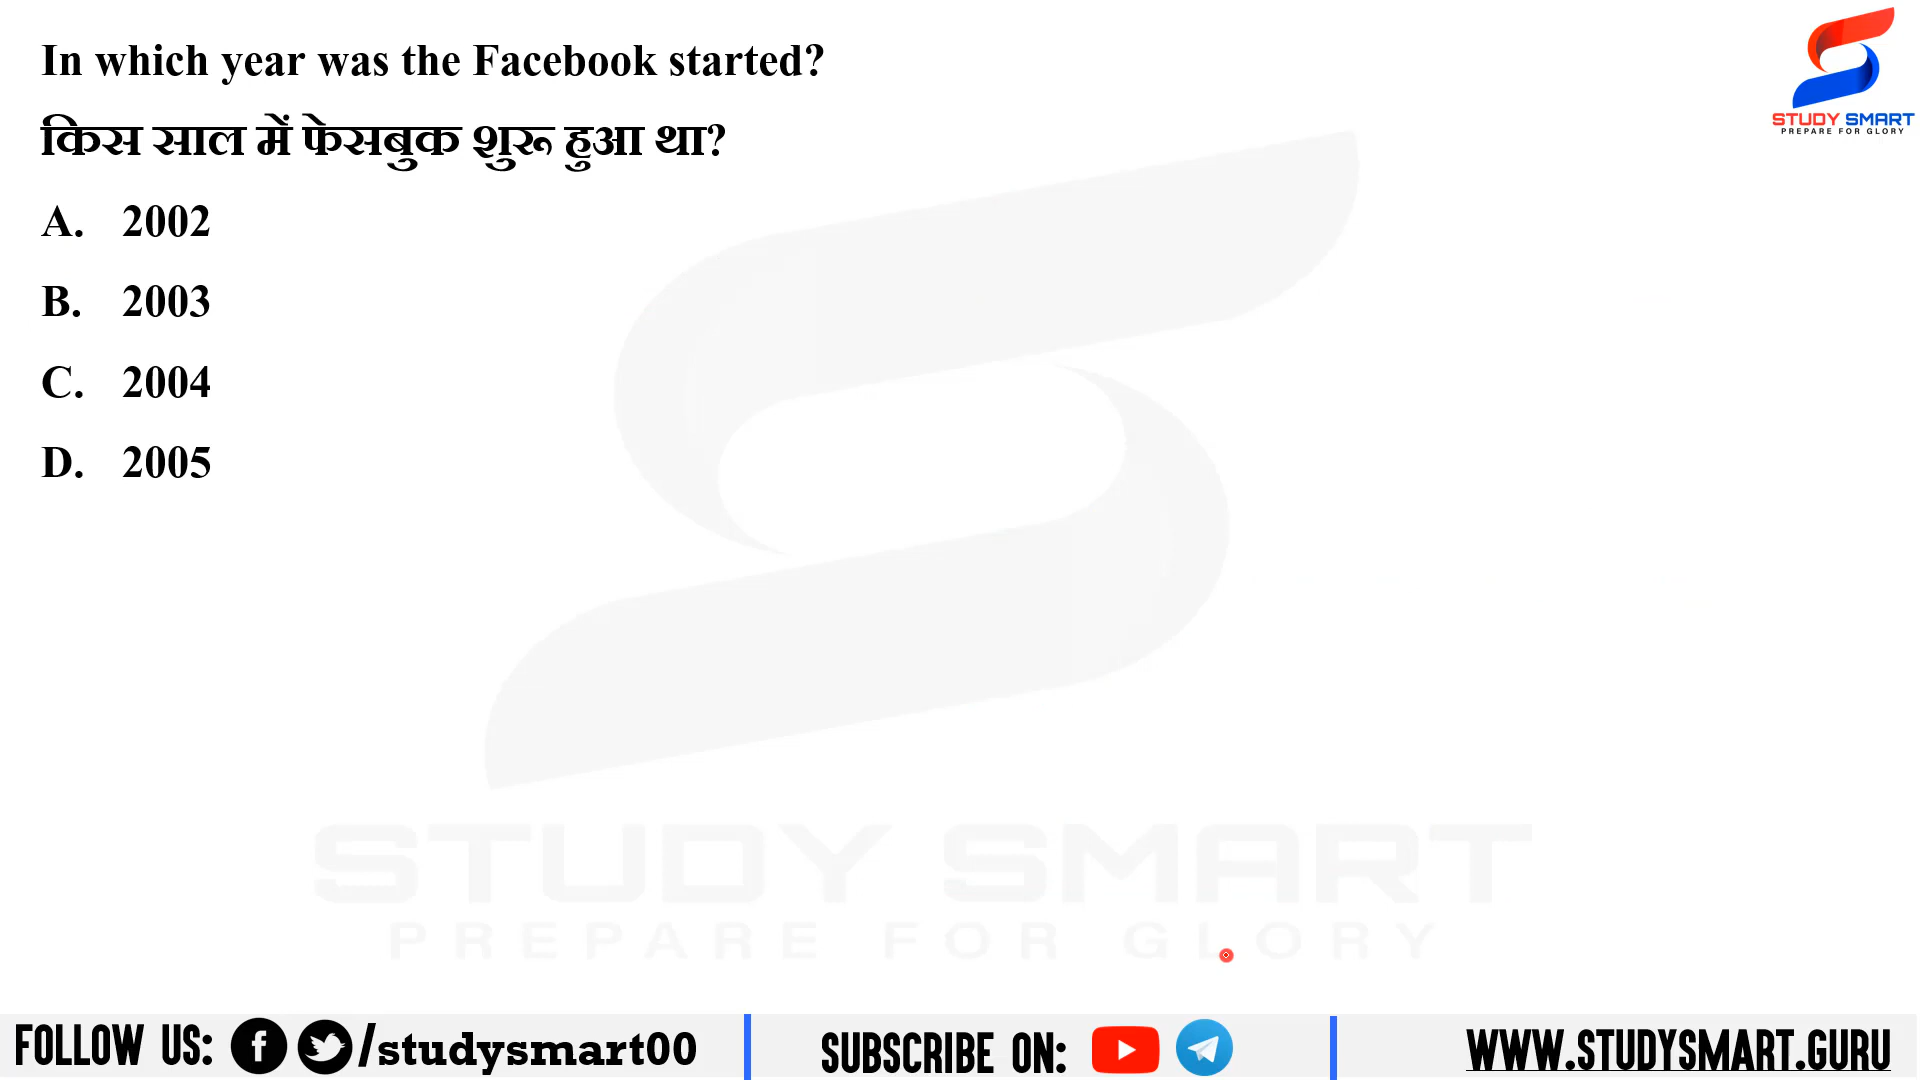 In which year was the Facebook started?
किस साल में फेसबुक शुरू हुआ था?
A. 2002
B. 2003
C. 2004
D. 2005
STUDY SMART
PREPARE FOR GLORY
STUDY SMART
PREPARE FOR GLORY
FOLLOW US: /studysmart00
SUBSCRIBE ON:
WWW.STUDYSMART.GURU